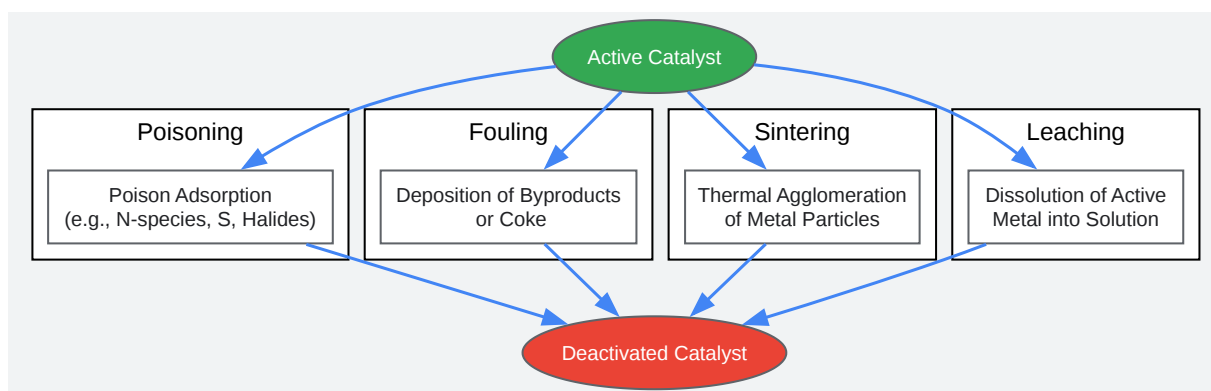 Active Catalyst
Poisoning
Fouling
Sintering
Leaching
Poison Adsorption
(e.g., N-species, S, Halides)
Deposition of Byproducts
or Coke
Thermal Agglomeration
of Metal Particles
Dissolution of Active
Metal into Solution
Deactivated Catalyst